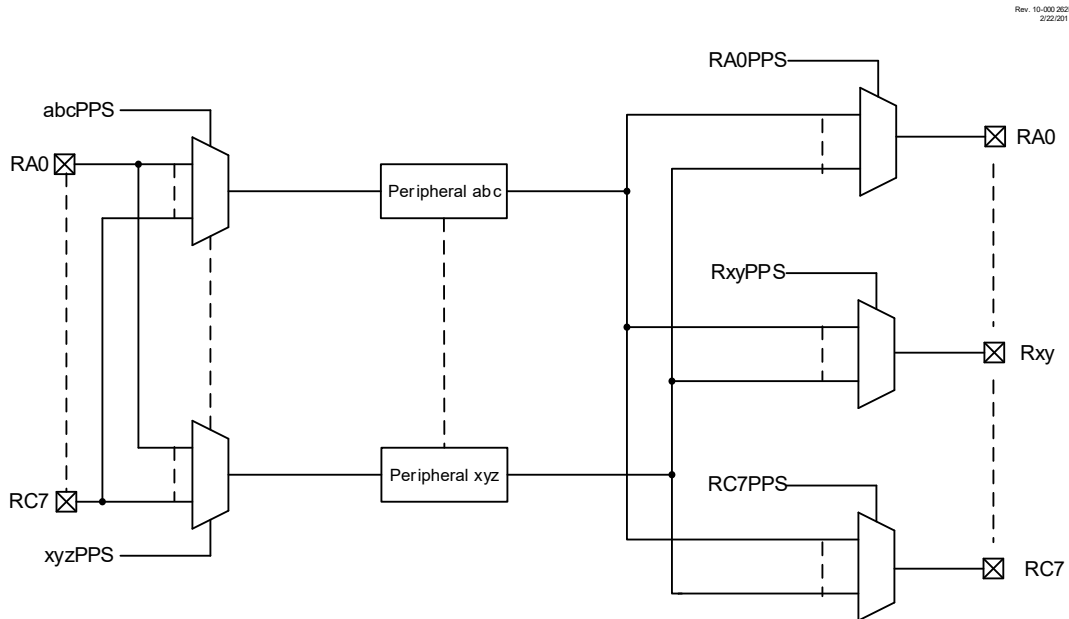 Rev. 10-000 262
2/22/201
RA0PPS
abcPPS
RA0
Peripheral abc
RA0
RxyPPS
Rxy
Peripheral xyz
RC7PPS
RC7
xyzPPS
RC7